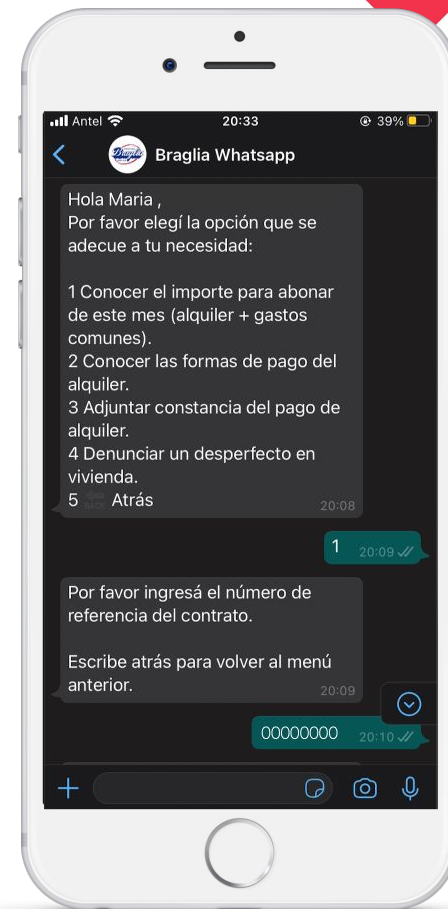 Antel 20:33 39%
Braglia
Braglia Whatsapp
Hola Maria ,
Por favor elegí la opción que se
adecue a tu necesidad:
1 Conocer el importe para abonar
de este mes (alquiler + gastos
comunes).
2 Conocer las formas de pago del
alquiler.
3 Adjuntar constancia del pago de
alquiler.
4 Denunciar un desperfecto en
vivienda.
5 BACK Atrás
20:08
1 20:09
Por favor ingresá el número de
referencia del contrato.
Escribe atrás para volver al menú
anterior.
20:09
00000000 20:10